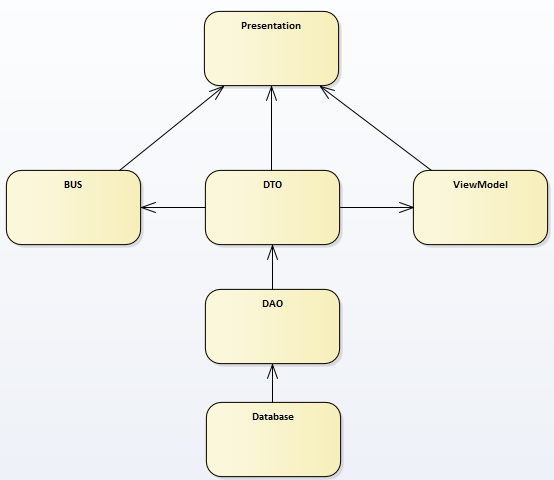 Presentation
BUS
DTO
ViewModel
DAO
Database